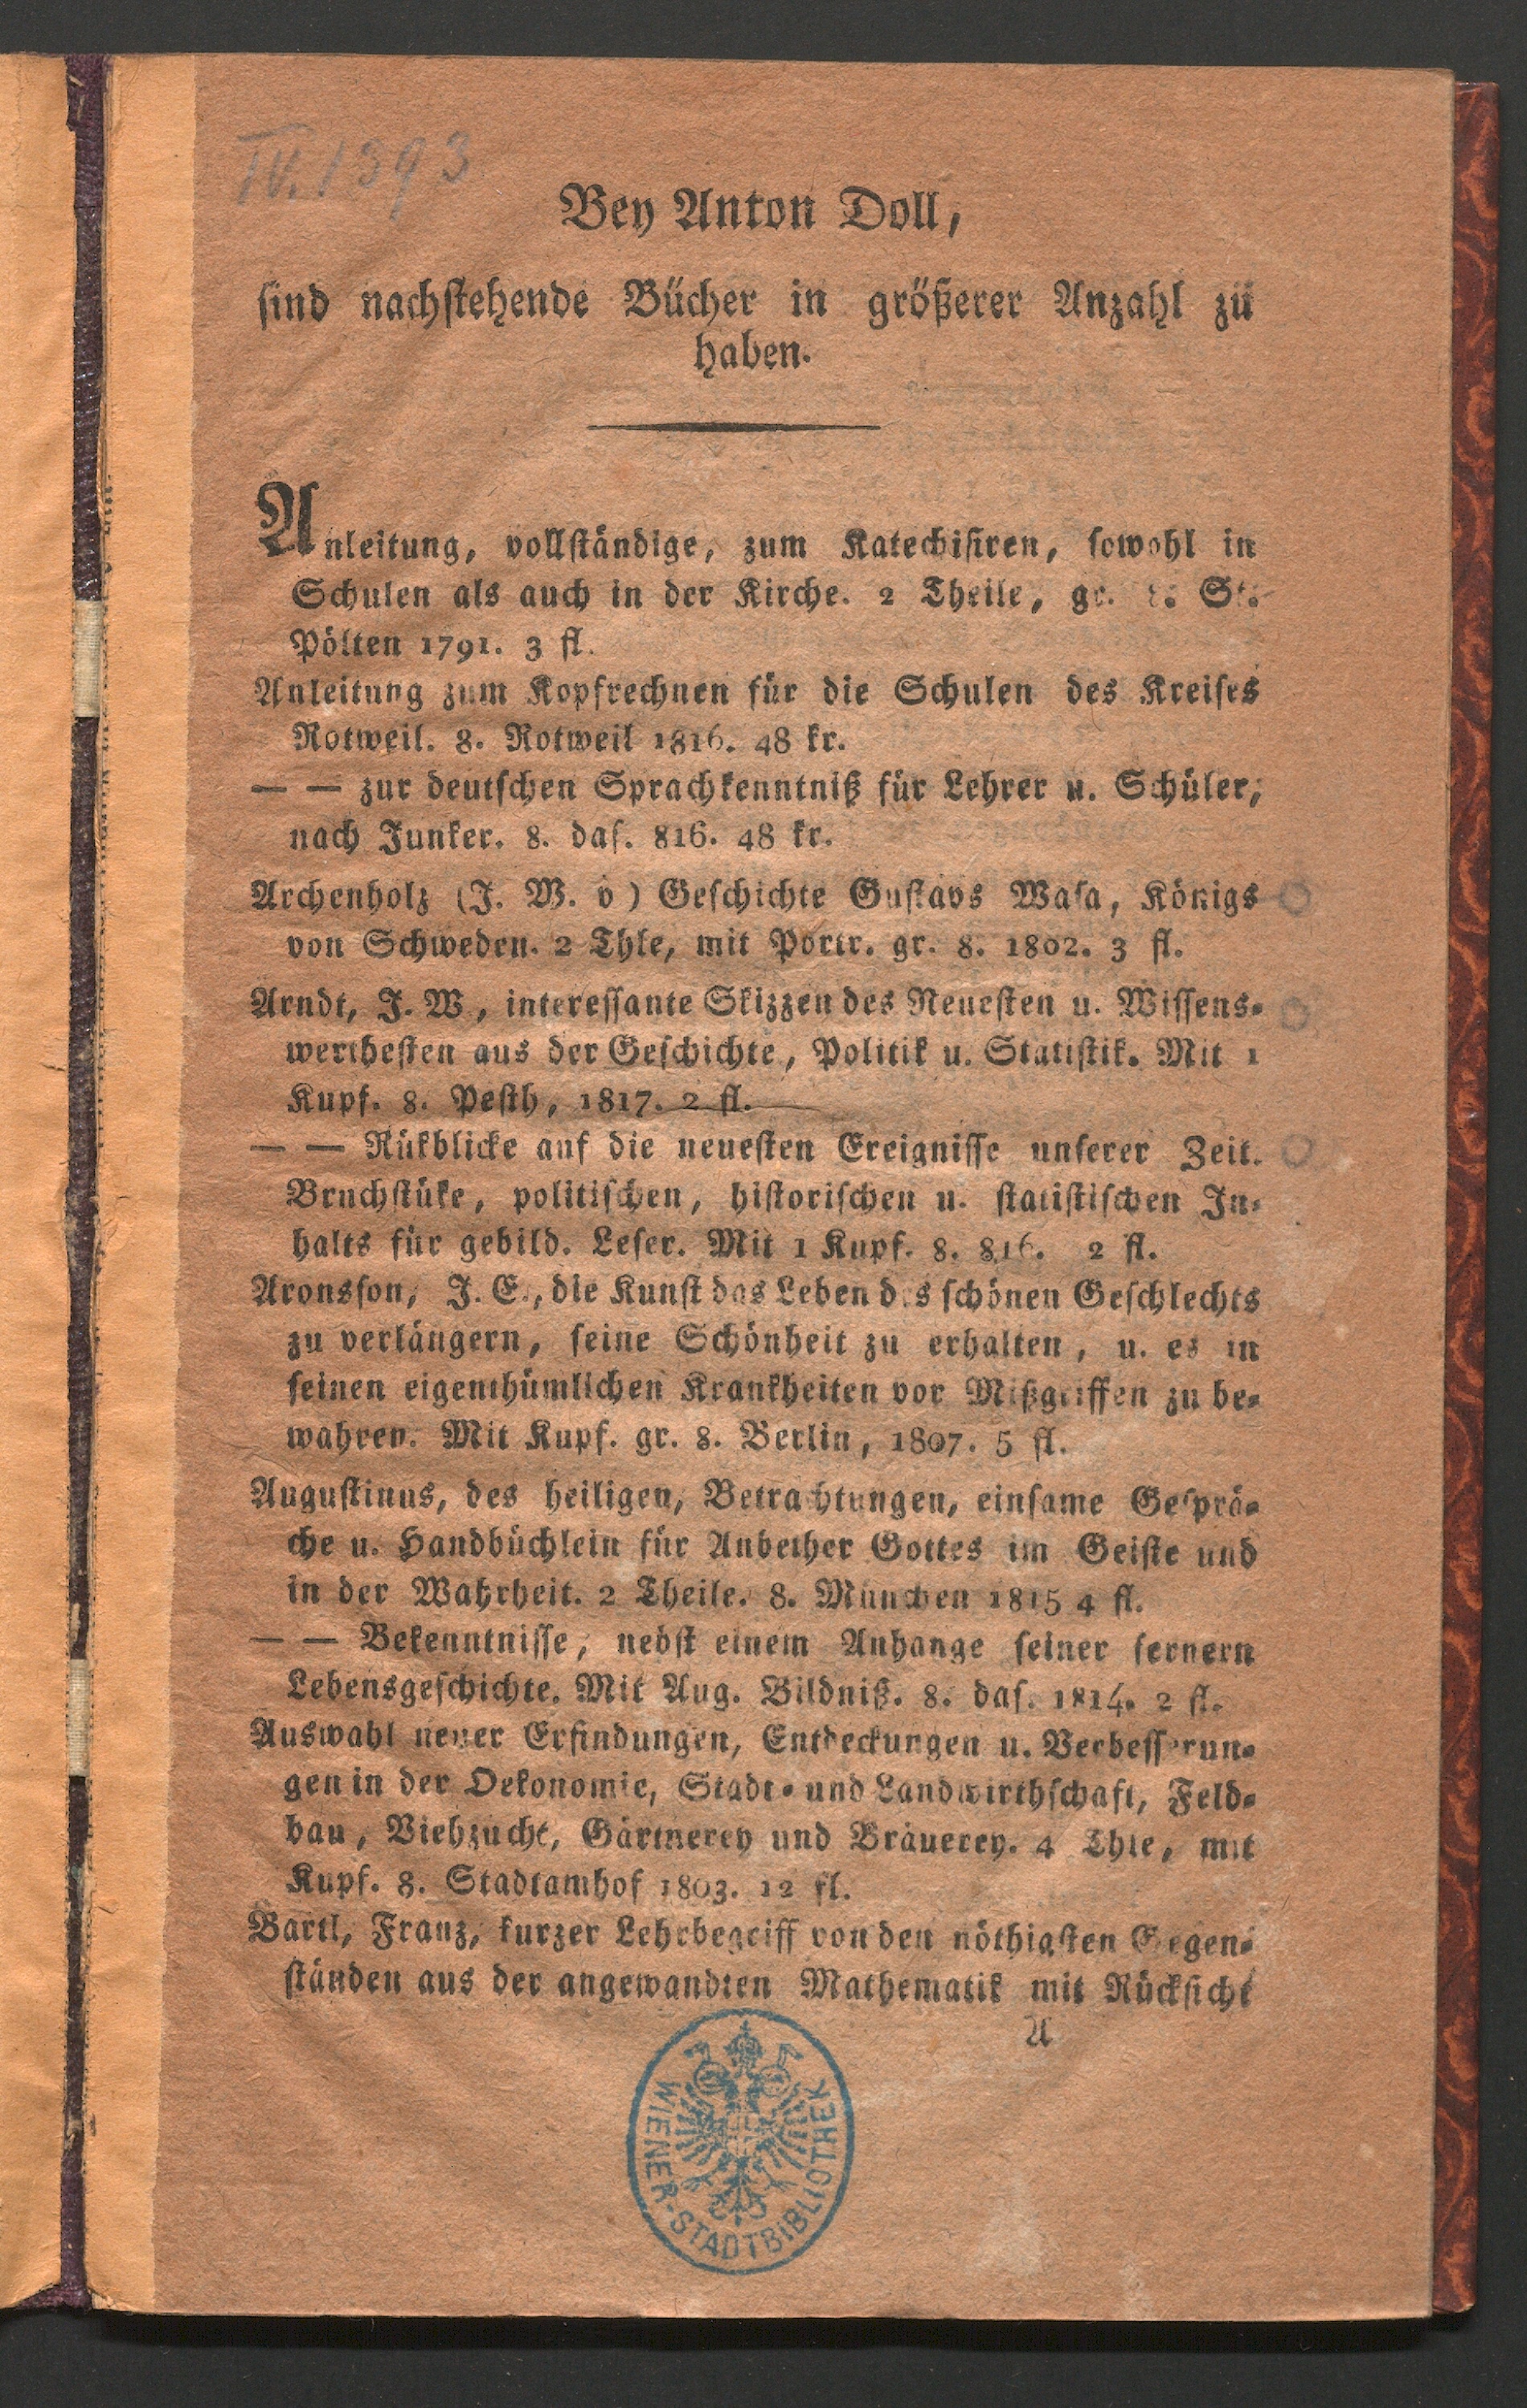 IV. 1393
Bey Anton Doll,
sind nachstehende Bücher in größerer Anzahl zu
haben.
Anleitung, vollständige, zum Katechisiren, sowohl in
Schulen als auch in der Kirche. 2 Theile, gr. 8. St.
Pölten 1791. 3 fl.
Anleitung zum Kopfrechnen für die Schulen des Kreises
Rotweil. 8. Rotweil 1816. 48 kr.
— — zur deutschen Sprachkenntniß für Lehrer u. Schüler,
nach Junker. 8. das. 816. 48 kr.
Archenholz (J. W. v) Geschichte Gustavs Wasa, Königs
von Schweden. 2 Thle, mit Portr. gr. 8. 1802. 3 fl.
Arndt, J. W, interessante Skizzen des Neuesten u. Wissens-
werthesten aus der Geschichte, Politik u. Statistik. Mit 1
Kupf. 8. Pesth, 1817. 2 fl.
— — Rükblicke auf die neuesten Ereignisse unserer Zeit.
Bruchstüke, politischen, historischen u. statistischen In-
halts für gebild. Leser. Mit 1 Kupf. 8. 816. 2 fl.
Aronsson, J. E., die Kunst das Leben des schönen Geschlechts
zu verlängern, seine Schönheit zu erhalten, u. es in
seinen eigenthümlichen Krankheiten vor Mißgriffen zu be-
wahren. Mit Kupf. gr. 8. Berlin, 1807. 5 fl.
Augustinus, des heiligen, Betrachtungen, einsame Gesprä-
che u. Handbüchlein für Anbether Gottes im Geiste und
in der Wahrheit. 2 Theile. 8. München 1815 4 fl.
— — Bekenntnisse, nebst einem Anhange seiner fernern
Lebensgeschichte. Mit Aug. Bildniß. 8. das. 1814. 2 fl.
Auswahl neuer Erfindungen, Entdeckungen u. Verbesserun-
gen in der Oekonomie, Stadt- und Landwirthschaft, Feld-
bau, Viehzucht, Gärtnerey und Bräuerey. 4 Thle, mit
Kupf. 8. Stadtamhof 1803. 12 fl.
Bartl, Franz, kurzer Lehrbegriff von den nöthigsten Gegen-
ständen aus der angewandten Mathematik mit Rücksicht
A
WIENER-STADTBIBLIOTHEK